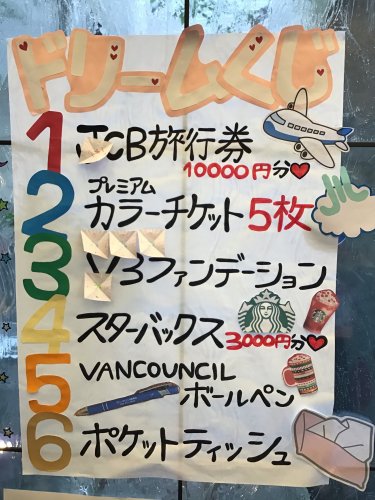 ドリームくじ
1 JCB旅行券
10000円分
プレミアム
2 カラーチケット 5枚
3 V3ファンデーション
4 スターバックス 3000円分
5 VANCOUNCIL
ボールペン
6 ポケットティッシュ